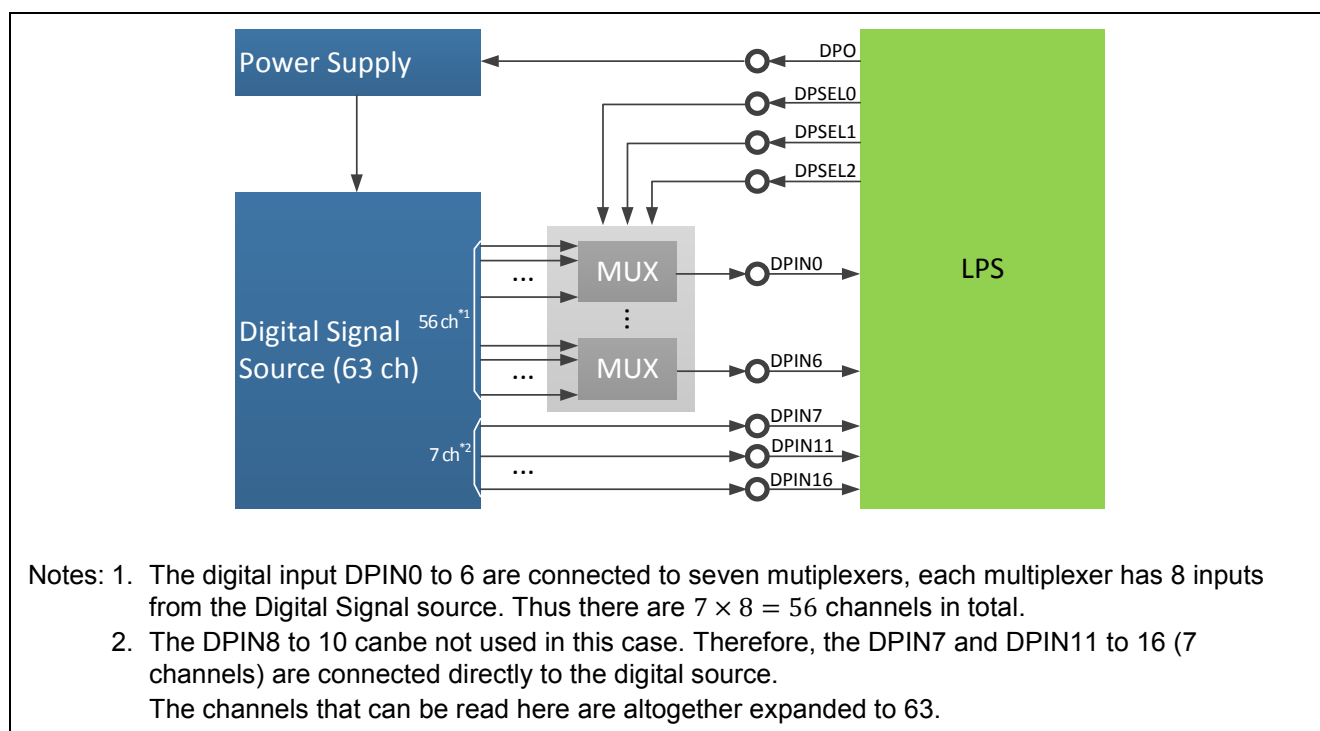 Power Supply
DPO
DPSEL0
DPSEL1
DPSEL2
LPS
Digital Signal
Source (63 ch)
56 ch*1
...
MUX
DPIN0
...
...
MUX
DPIN6
7 ch*2
...
DPIN7
DPIN11
DPIN16
Notes: 1. The digital input DPIN0 to 6 are connected to seven mutiplexers, each multiplexer has 8 inputs
from the Digital Signal source. Thus there are 7 × 8 = 56 channels in total.
2. The DPIN8 to 10 canbe not used in this case. Therefore, the DPIN7 and DPIN11 to 16 (7
channels) are connected directly to the digital source.
The channels that can be read here are altogether expanded to 63.